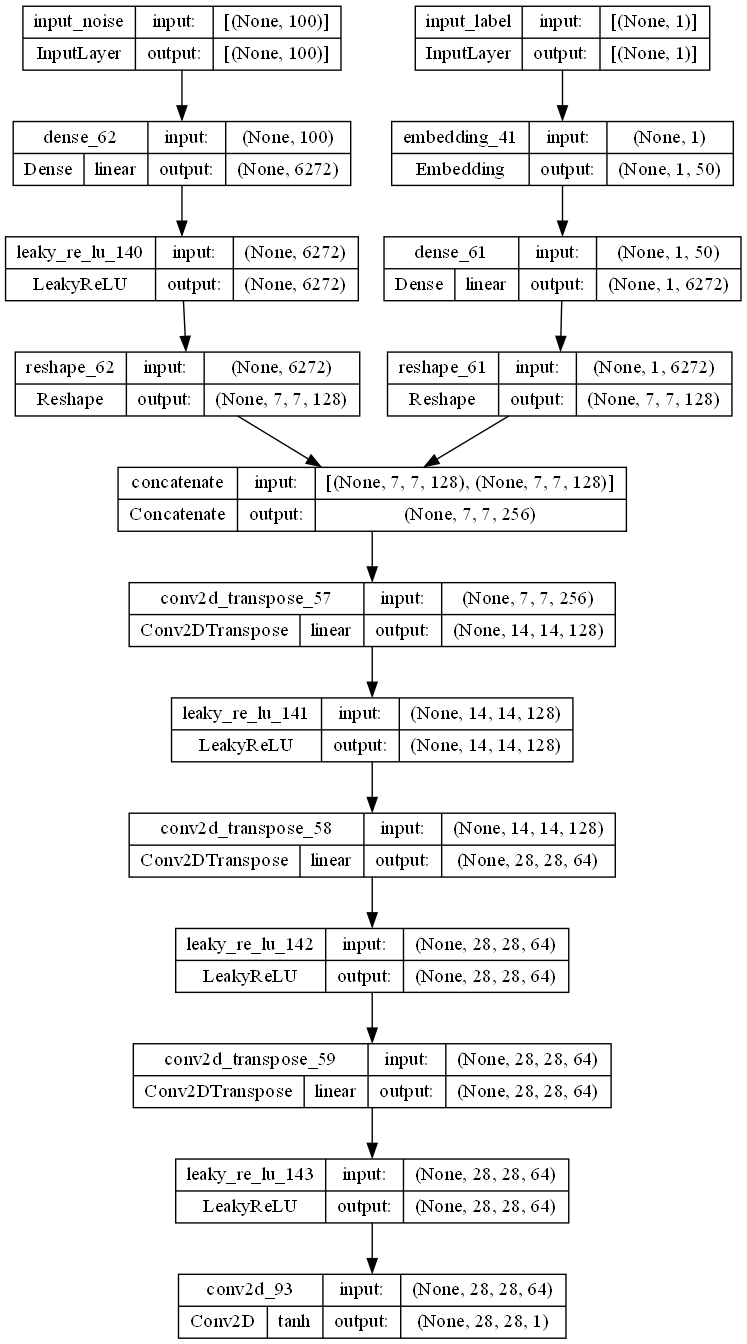 input_noise input: [(None, 100)]
InputLayer output: [(None, 100)]
input_label input: [(None, 1)]
InputLayer output: [(None, 1)]
dense_62 input: (None, 100)
Dense linear output: (None, 6272)
embedding_41 input: (None, 1)
Embedding output: (None, 1, 50)
leaky_re_lu_140 input: (None, 6272)
LeakyReLU output: (None, 6272)
dense_61 input: (None, 1, 50)
Dense linear output: (None, 1, 6272)
reshape_62 input: (None, 6272)
Reshape output: (None, 7, 7, 128)
reshape_61 input: (None, 1, 6272)
Reshape output: (None, 7, 7, 128)
concatenate input: [(None, 7, 7, 128), (None, 7, 7, 128)]
Concatenate output: (None, 7, 7, 256)
conv2d_transpose_57 input: (None, 7, 7, 256)
Conv2DTranspose linear output: (None, 14, 14, 128)
leaky_re_lu_141 input: (None, 14, 14, 128)
LeakyReLU output: (None, 14, 14, 128)
conv2d_transpose_58 input: (None, 14, 14, 128)
Conv2DTranspose linear output: (None, 28, 28, 64)
leaky_re_lu_142 input: (None, 28, 28, 64)
LeakyReLU output: (None, 28, 28, 64)
conv2d_transpose_59 input: (None, 28, 28, 64)
Conv2DTranspose linear output: (None, 28, 28, 64)
leaky_re_lu_143 input: (None, 28, 28, 64)
LeakyReLU output: (None, 28, 28, 64)
conv2d_93 input: (None, 28, 28, 64)
Conv2D tanh output: (None, 28, 28, 1)